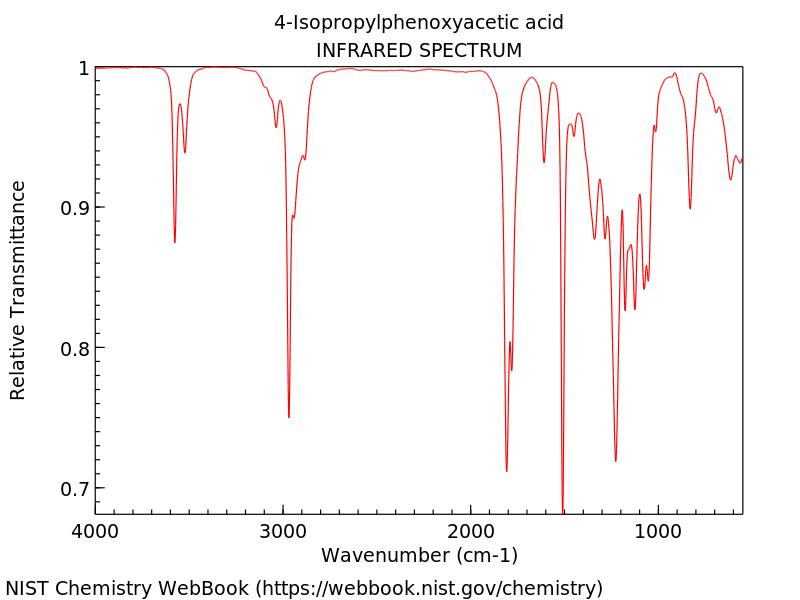 4-Isopropylphenoxyacetic acid
INFRARED SPECTRUM
1
0.9
0.8
0.7
Relative Transmittance
4000 3000 2000 1000
Wavenumber (cm-1)
NIST Chemistry WebBook (https://webbook.nist.gov/chemistry)